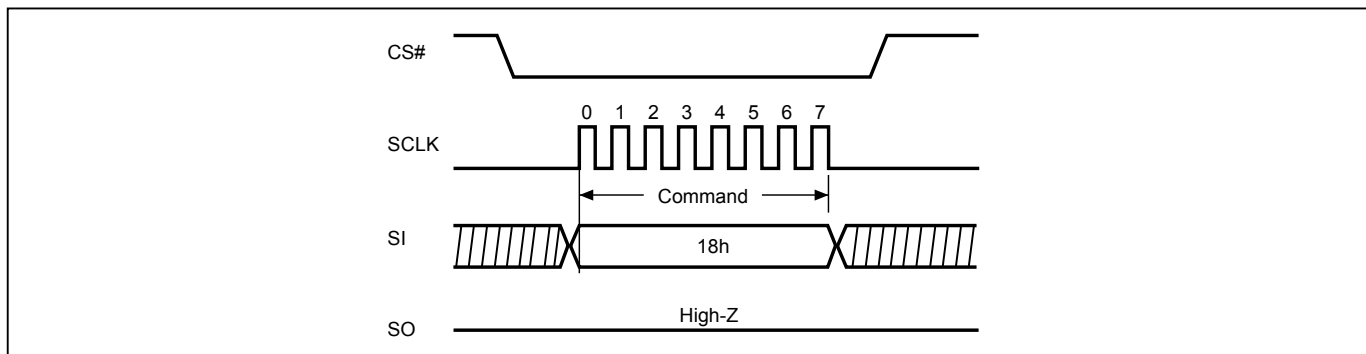 CS#
0 1 2 3 4 5 6 7
SCLK
Command
SI
18h
High-Z
SO